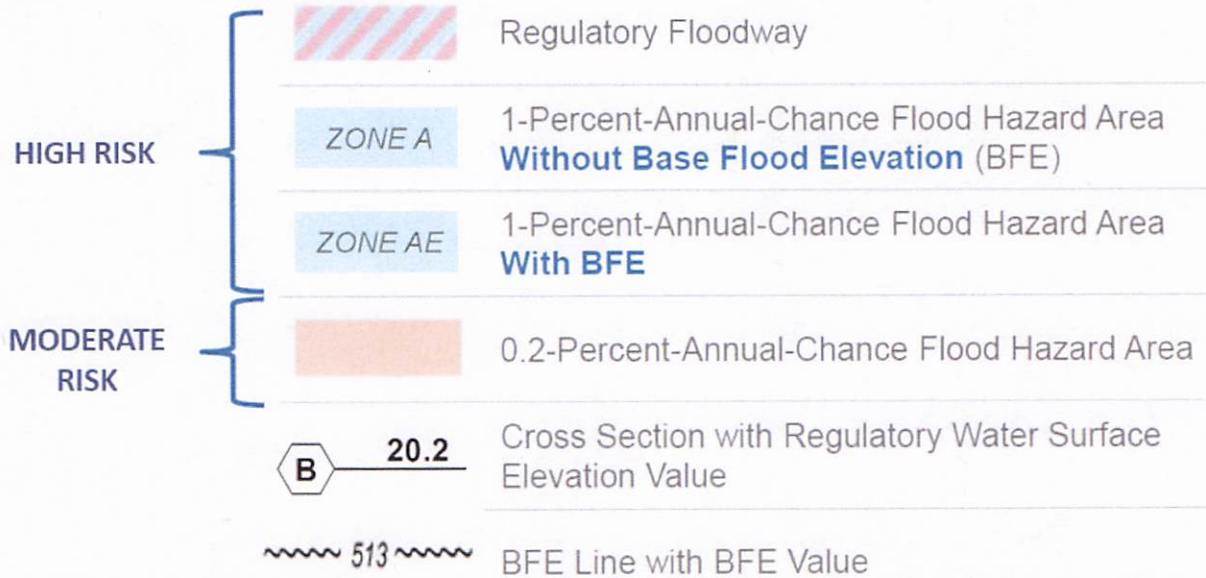 Regulatory Floodway
HIGH RISK
ZONE A
1-Percent-Annual-Chance Flood Hazard Area
Without Base Flood Elevation (BFE)
ZONE AE
1-Percent-Annual-Chance Flood Hazard Area
With BFE
MODERATE
RISK
0.2-Percent-Annual-Chance Flood Hazard Area
B 20.2
Cross Section with Regulatory Water Surface
Elevation Value
513
BFE Line with BFE Value